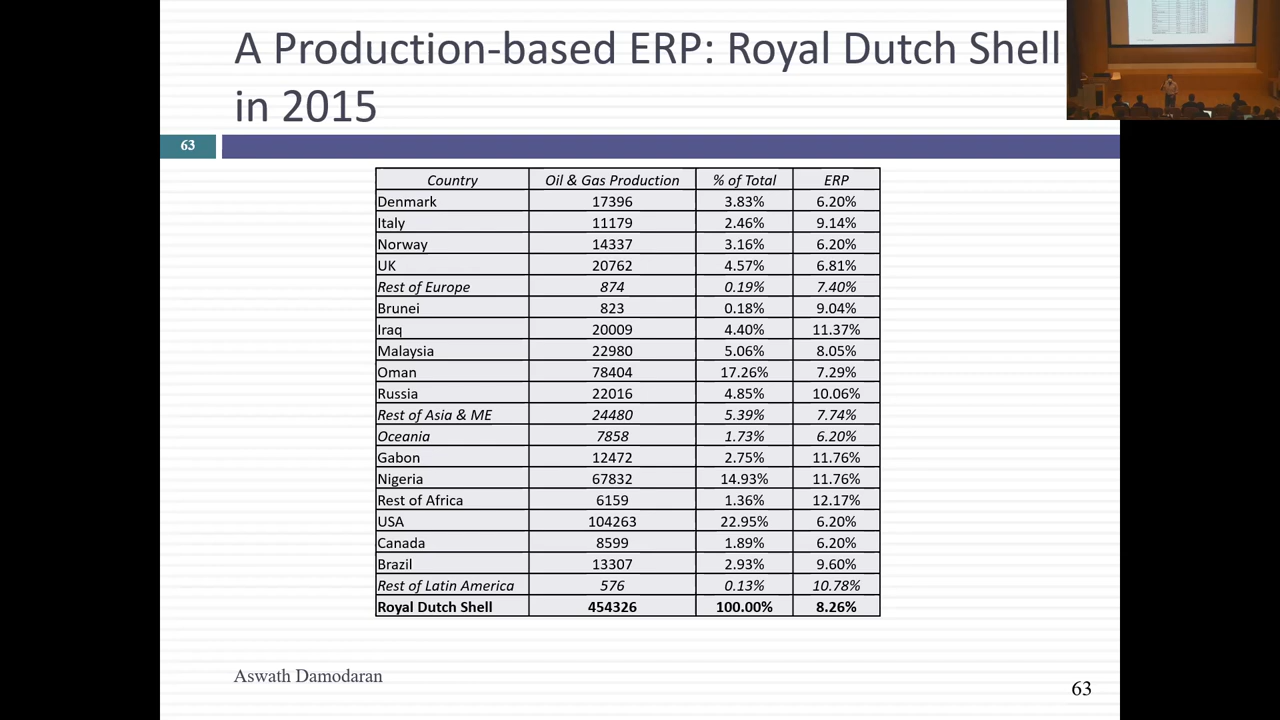 A Production-based ERP: Royal Dutch Shell
in 2015
63
Country Oil & Gas Production % of Total ERP
Denmark 17396 3.83% 6.20%
Italy 11179 2.46% 9.14%
Norway 14337 3.16% 6.20%
UK 20762 4.57% 6.81%
Rest of Europe 874 0.19% 7.40%
Brunei 823 0.18% 9.04%
Iraq 20009 4.40% 11.37%
Malaysia 22980 5.06% 8.05%
Oman 78404 17.26% 7.29%
Russia 22016 4.85% 10.06%
Rest of Asia & ME 24480 5.39% 7.74%
Oceania 7858 1.73% 6.20%
Gabon 12472 2.75% 11.76%
Nigeria 67832 14.93% 11.76%
Rest of Africa 6159 1.36% 12.17%
USA 104263 22.95% 6.20%
Canada 8599 1.89% 6.20%
Brazil 13307 2.93% 9.60%
Rest of Latin America 576 0.13% 10.78%
Royal Dutch Shell 454326 100.00% 8.26%
Aswath Damodaran
63